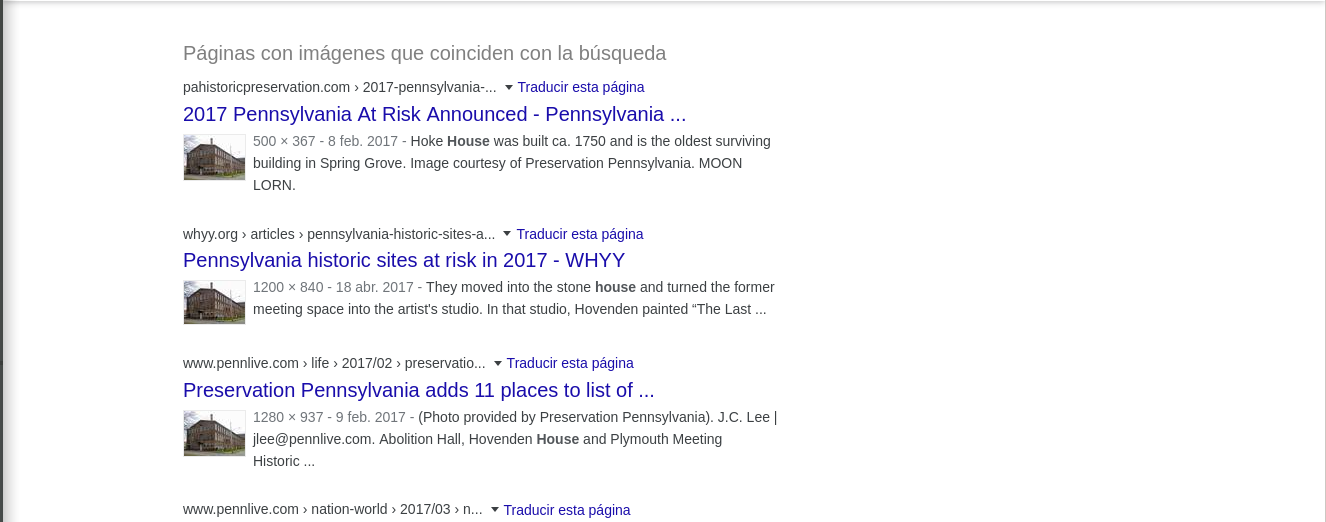 Páginas con imágenes que coinciden con la búsqueda
pahistoricpreservation.com › 2017-pennsylvania-... Traducir esta página
2017 Pennsylvania At Risk Announced - Pennsylvania ...
500 × 367 - 8 feb. 2017 - Hoke House was built ca. 1750 and is the oldest surviving
building in Spring Grove. Image courtesy of Preservation Pennsylvania. MOON
LORN.
whyy.org › articles › pennsylvania-historic-sites-a... Traducir esta página
Pennsylvania historic sites at risk in 2017 - WHYY
1200 × 840 - 18 abr. 2017 - They moved into the stone house and turned the former
meeting space into the artist's studio. In that studio, Hovenden painted “The Last ...
www.pennlive.com › life › 2017/02 › preservatio... Traducir esta página
Preservation Pennsylvania adds 11 places to list of ...
1280 × 937 - 9 feb. 2017 - (Photo provided by Preservation Pennsylvania). J.C. Lee |
jlee@pennlive.com. Abolition Hall, Hovenden House and Plymouth Meeting
Historic ...
www.pennlive.com › nation-world › 2017/03 › n... Traducir esta página